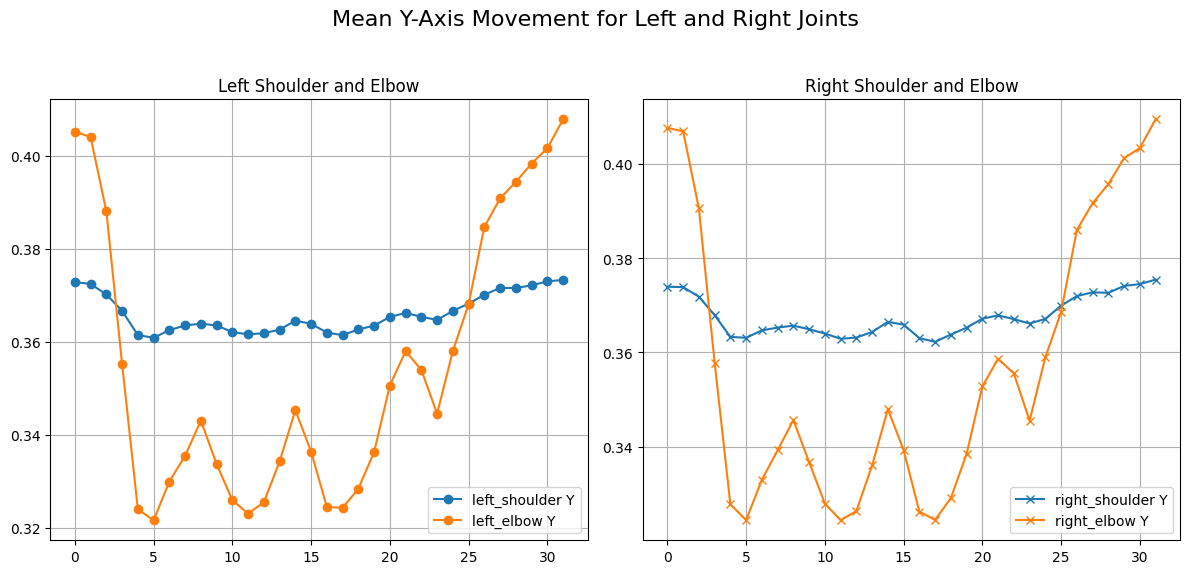 Mean Y-Axis Movement for Left and Right Joints
Left Shoulder and Elbow
0.40
0.38
0.36
0.34
0.32
0 5 10 15 20 25 30
left_shoulder Y
left_elbow Y
Right Shoulder and Elbow
0.40
0.38
0.36
0.34
0 5 10 15 20 25 30
right_shoulder Y
right_elbow Y